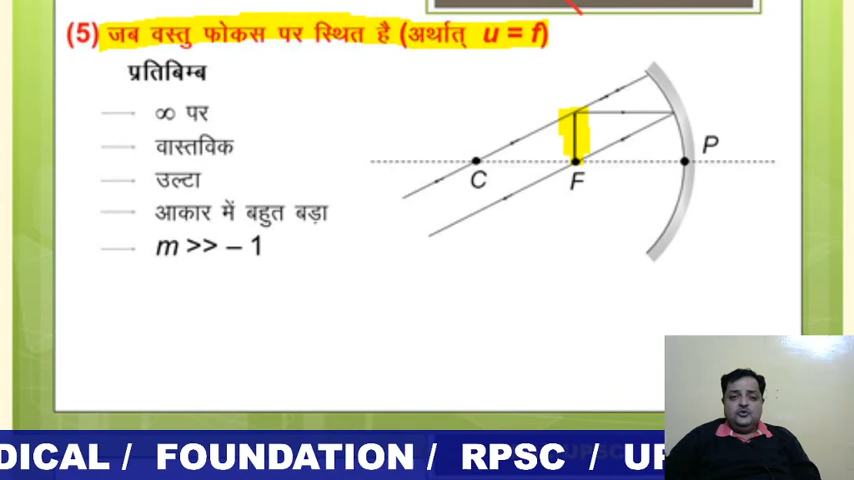 (5) जब वस्तु फोकस पर स्थित है (अर्थात् u = f)
प्रतिबिम्ब
∞ पर
वास्तविक
उल्टा
आकार में बहुत बड़ा
m >> – 1
C
F
P
DICAL / FOUNDATION / RPSC / UP